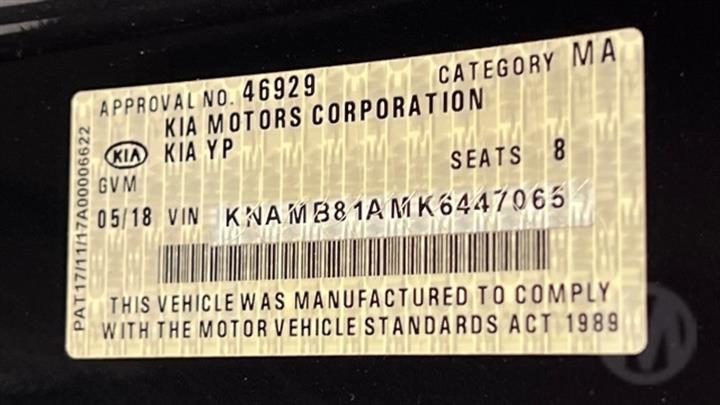 APPROVAL NO. 46929 CATEGORY MA
KIA MOTORS CORPORATION
KIA KIA YP SEATS 8
GVM
05/18 VIN KNAMB81AMK6447065
THIS VEHICLE WAS MANUFACTURED TO COMPLY
WITH THE MOTOR VEHICLE STANDARDS ACT 1989
PAT17/11/17A00006622